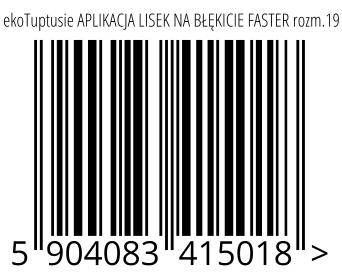 ekoTuptusie APLIKACJA LISEK NA BŁĘKICIE FASTER rozm.19
5 904083 415018 >